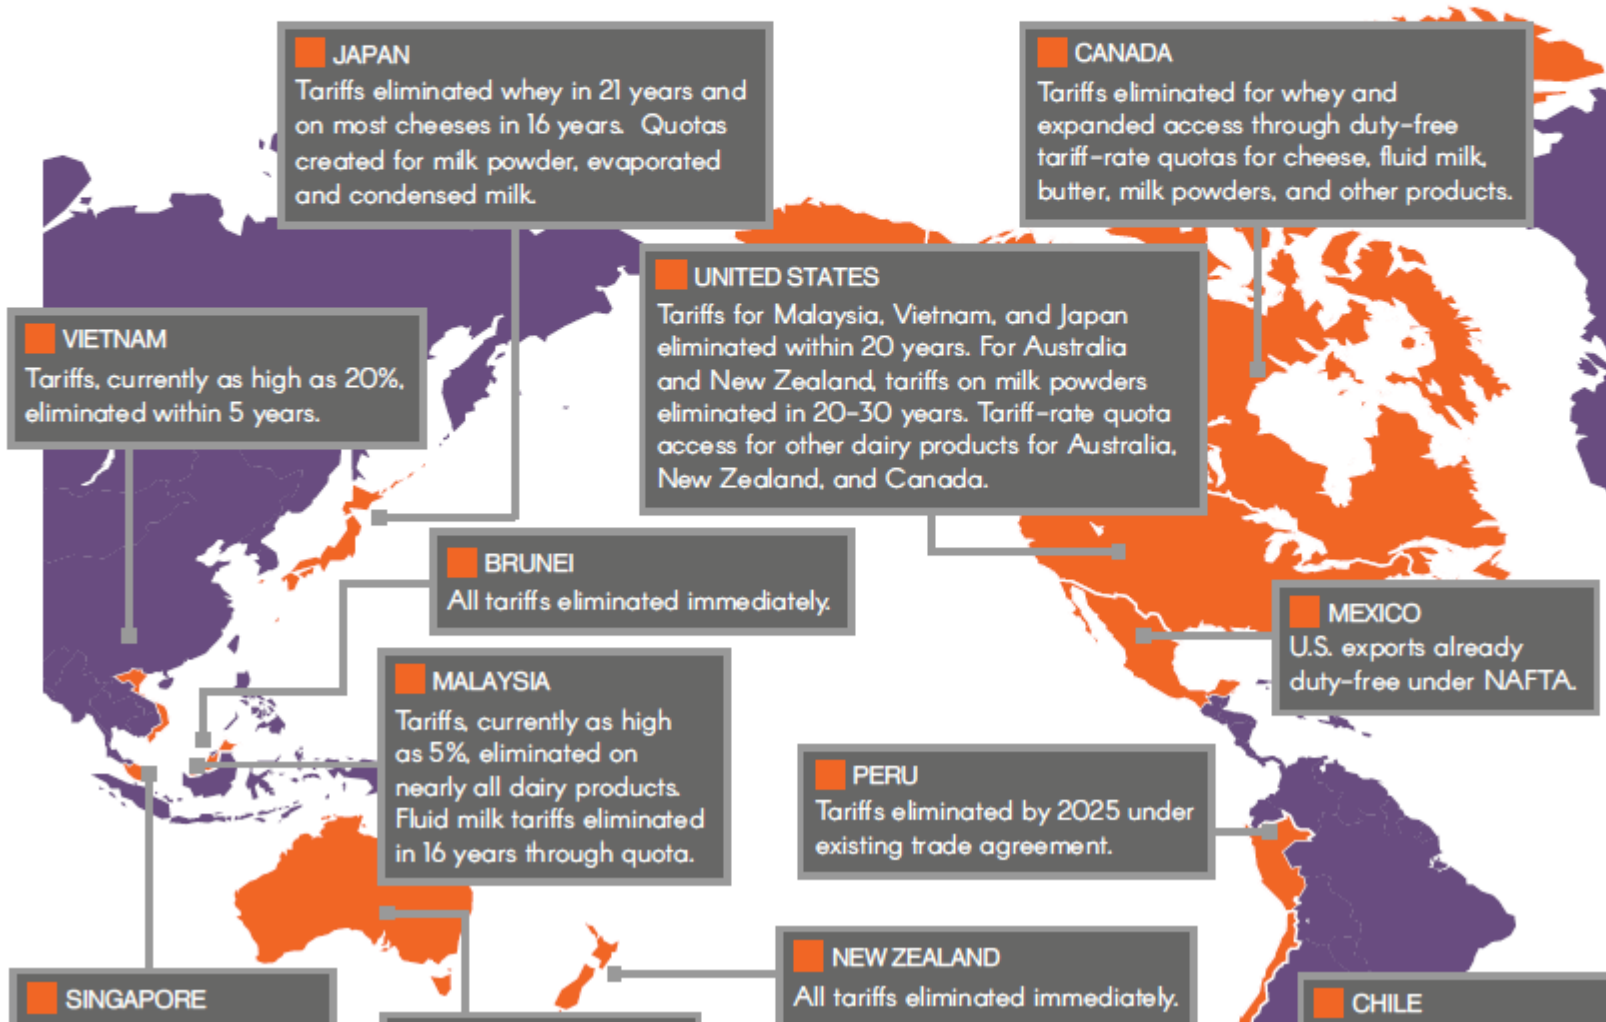 JAPAN
Tariffs eliminated whey in 21 years and
on most cheeses in 16 years. Quotas
created for milk powder, evaporated
and condensed milk.
CANADA
Tariffs eliminated for whey and
expanded access through duty-free
tariff-rate quotas for cheese, fluid milk,
butter, milk powders, and other products.
UNITED STATES
Tariffs for Malaysia, Vietnam, and Japan
eliminated within 20 years. For Australia
and New Zealand, tariffs on milk powders
eliminated in 20-30 years. Tariff-rate quota
access for other dairy products for Australia,
New Zealand, and Canada.
VIETNAM
Tariffs, currently as high as 20%,
eliminated within 5 years.
BRUNEI
All tariffs eliminated immediately.
MEXICO
U.S. exports already
duty-free under NAFTA.
MALAYSIA
Tariffs, currently as high
as 5%, eliminated on
nearly all dairy products.
Fluid milk tariffs eliminated
in 16 years through quota.
PERU
Tariffs eliminated by 2025 under
existing trade agreement.
NEW ZEALAND
All tariffs eliminated immediately.
SINGAPORE
CHILE